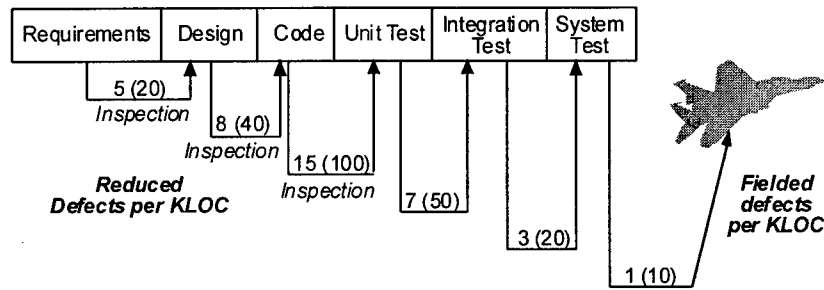 Requirements
Design
Code
Unit Test
Integration
Test
System
Test
5 (20)
Inspection
8 (40)
Inspection
15 (100)
Inspection
Reduced
Defects per KLOC
7 (50)
3 (20)
1 (10)
Fielded
defects
per KLOC